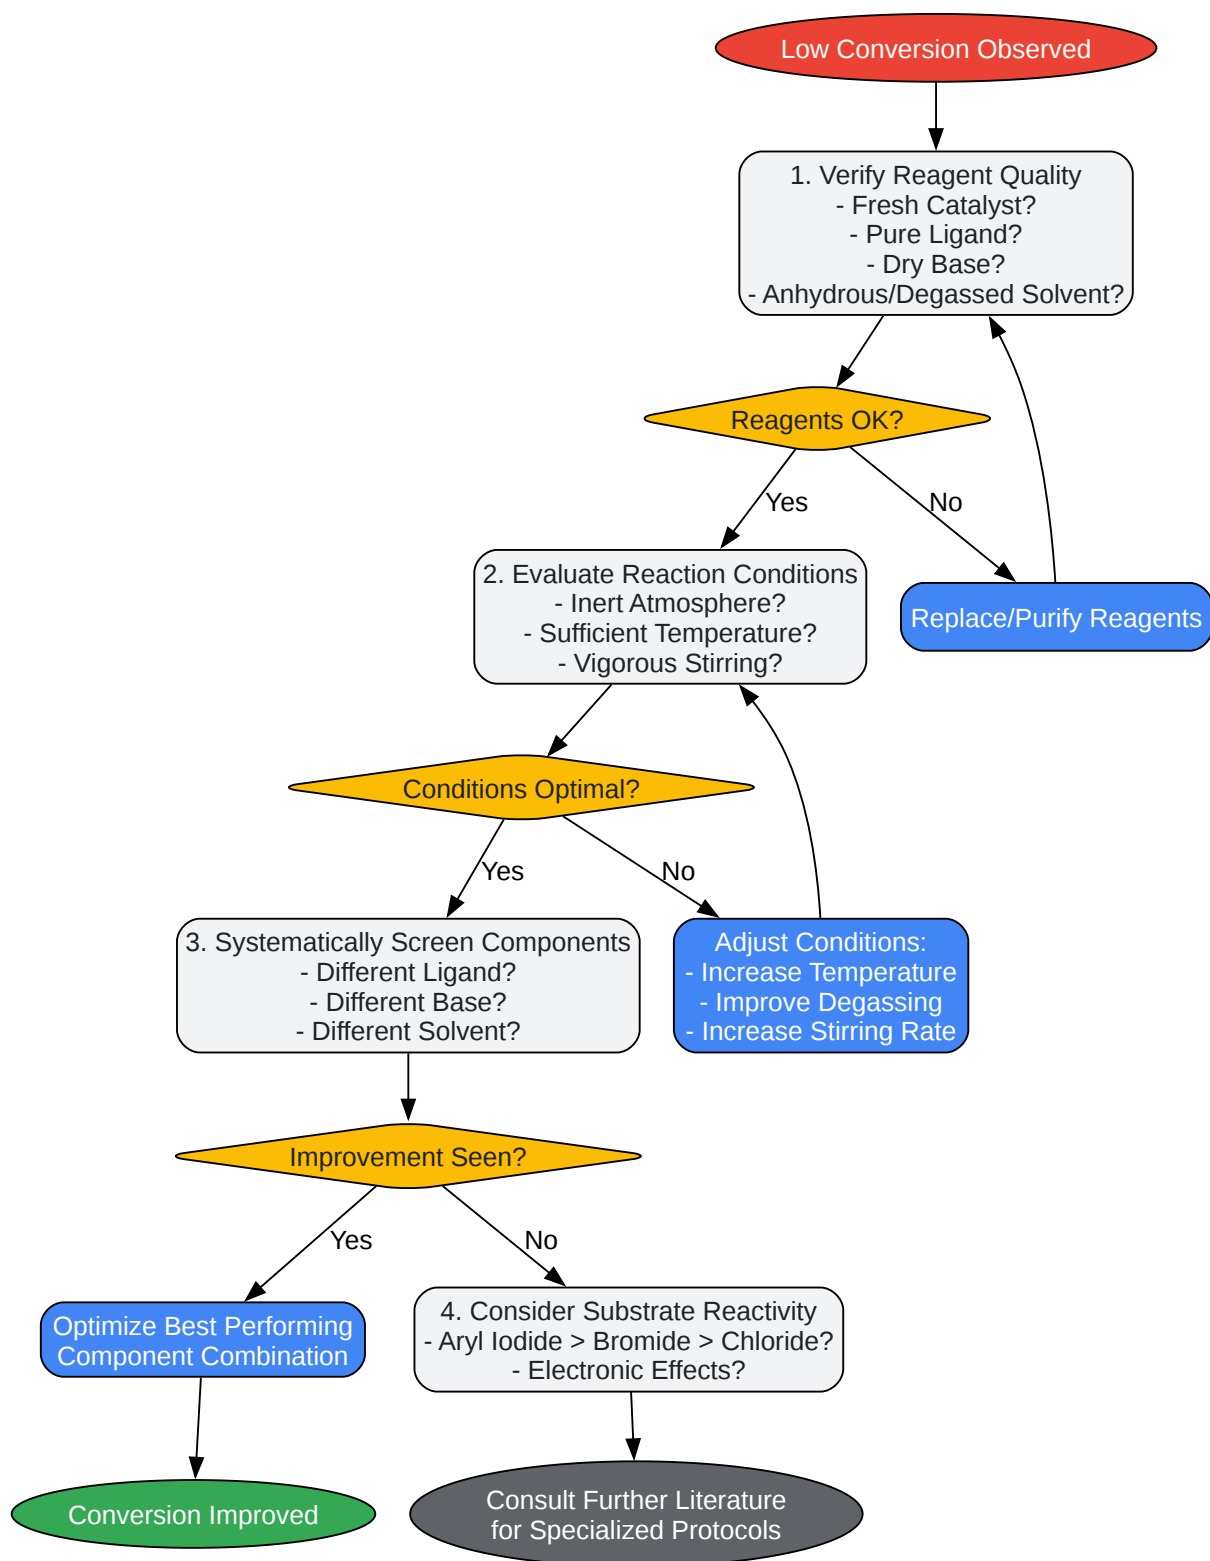 Low Conversion Observed
1. Verify Reagent Quality
- Fresh Catalyst?
- Pure Ligand?
- Dry Base?
- Anhydrous/Degassed Solvent?
Reagents OK?
Yes
No
2. Evaluate Reaction Conditions
- Inert Atmosphere?
- Sufficient Temperature?
- Vigorous Stirring?
Replace/Purify Reagents
Conditions Optimal?
Yes
No
3. Systematically Screen Components
- Different Ligand?
- Different Base?
- Different Solvent?
Adjust Conditions:
- Increase Temperature
- Improve Degassing
- Increase Stirring Rate
Improvement Seen?
Yes
No
Optimize Best Performing
Component Combination
4. Consider Substrate Reactivity
- Aryl Iodide > Bromide > Chloride?
- Electronic Effects?
Conversion Improved
Consult Further Literature
for Specialized Protocols